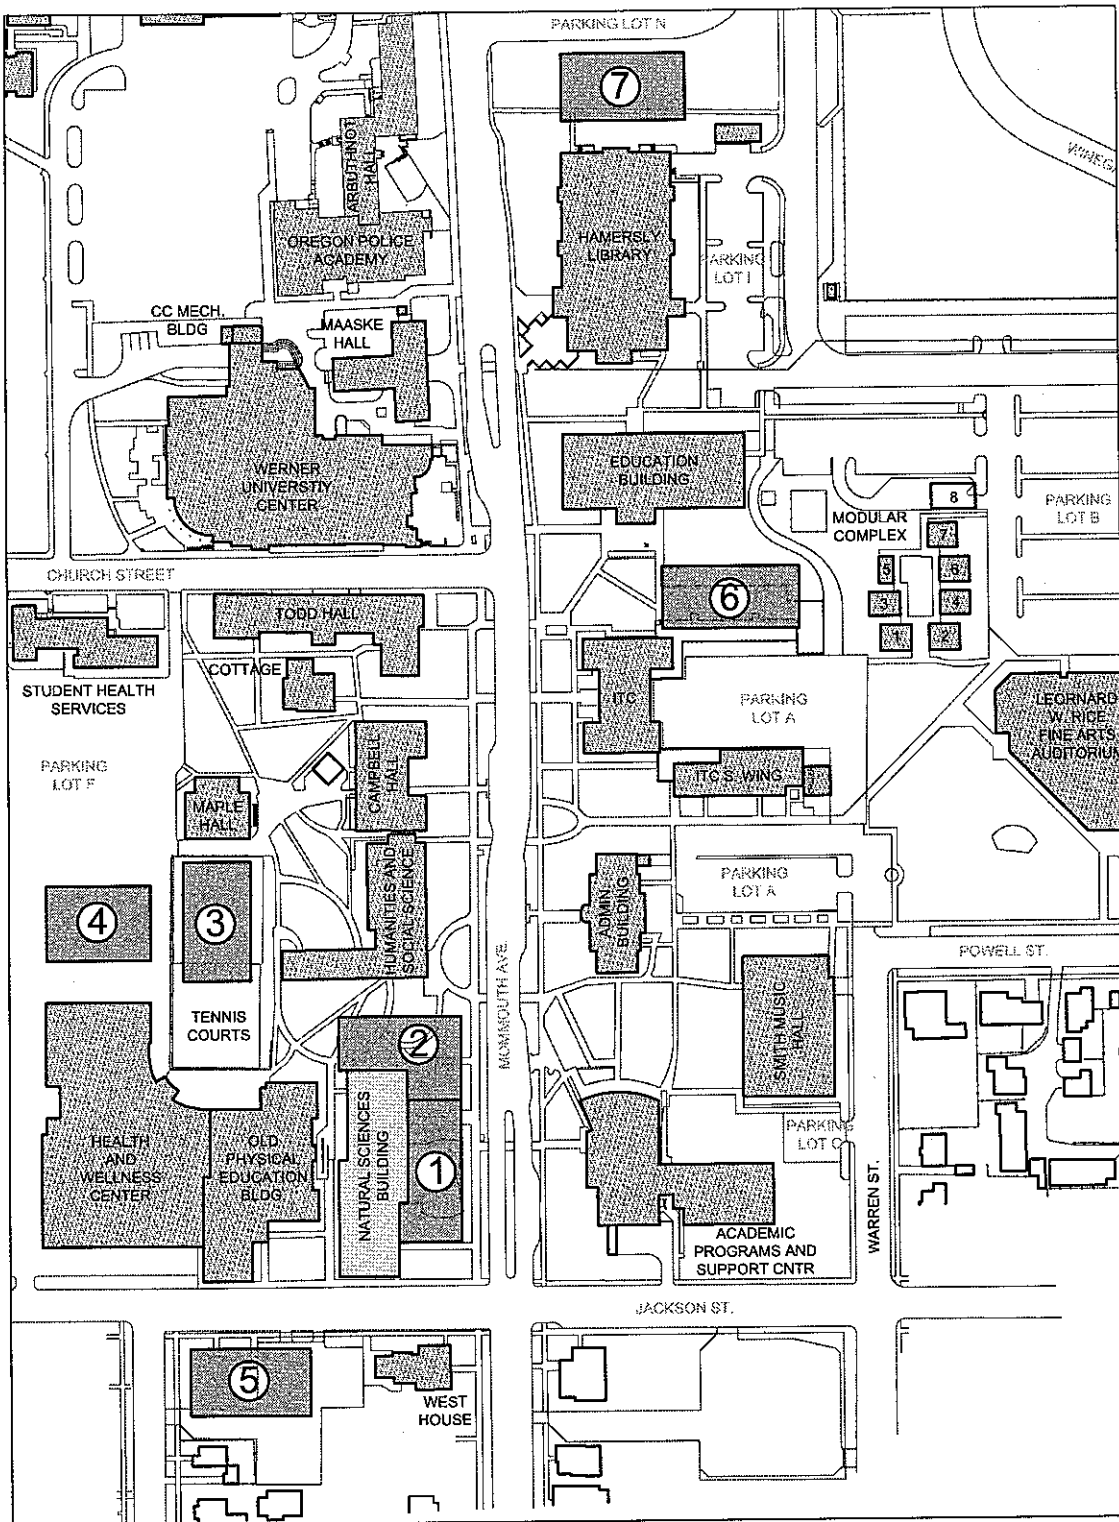 PARKING LOT N
7
ARBUTHNOT
HALL
WINEG
OREGON POLICE
ACADEMY
HAMERSLY
LIBRARY
PARKING
LOT I
CC MECH.
BLDG
MAASKE
HALL
WERNER
UNIVERSTIY
CENTER
EDUCATION
BUILDING
MODULAR
COMPLEX
8
7
5
6
3
4
1
2
PARKING
LOT B
CHURCH STREET
6
TODD HALL
COTTAGE
STUDENT HEALTH
SERVICES
ITC
PARKING
LOT A
LEORNARD
W. RICE
FINE ARTS
AUDITORIUM
PARKING
LOT F
CAMPBELL
HALL
ITC S. WING
MAPLE
HALL
HUMANITIES AND
SOCIAL SCIENCE
ADMIN
BUILDING
PARKING
LOT A
4
3
MOMMOUTH AVE.
POWELL ST.
TENNIS
COURTS
2
SMITH MUSIC
HALL
HEALTH
AND
WELLNESS
CENTER
OLD
PHYSICAL
EDUCATION
BLDG
NATURAL SCIENCES
BUILDING
1
PARKING
LOT O
WARREN ST.
ACADEMIC
PROGRAMS AND
SUPPORT CNTR
JACKSON ST.
5
WEST
HOUSE